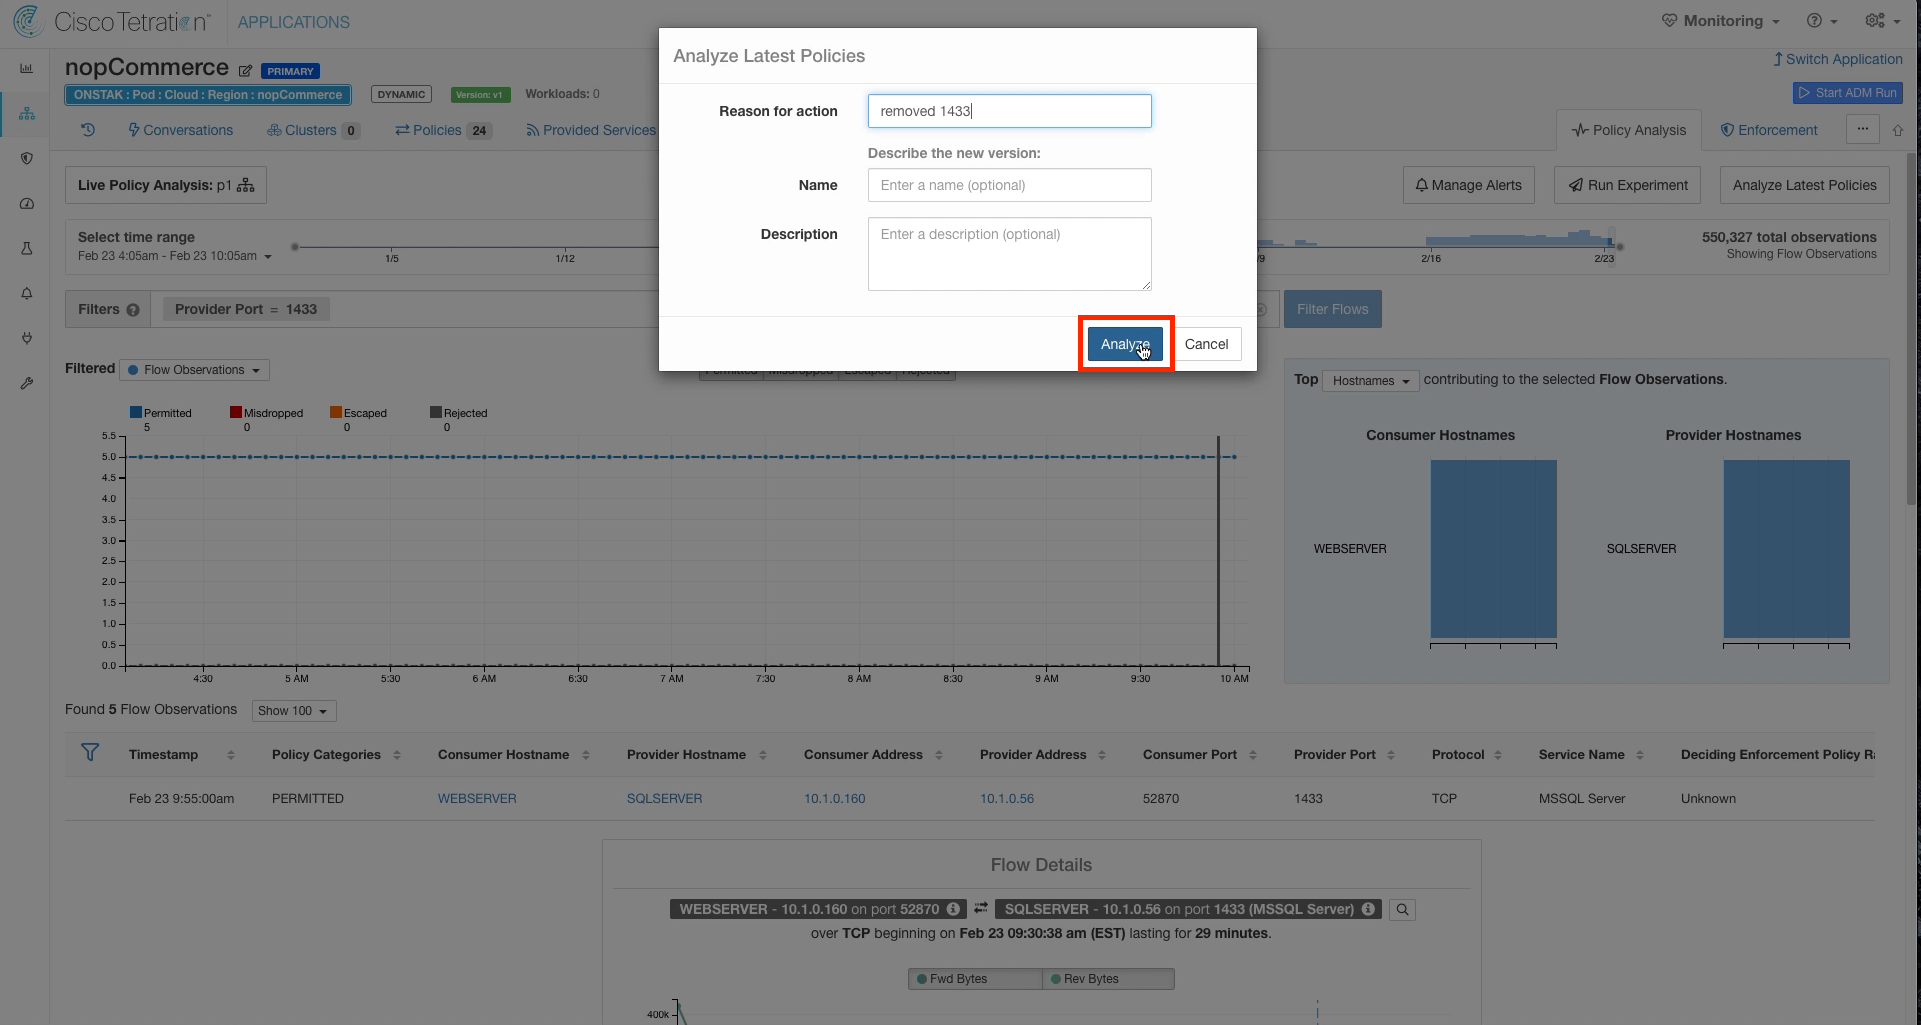 Cisco Tetration
APPLICATIONS
Monitoring
nopCommerce
PRIMARY
Switch Application
ONSTAK : Pod : Cloud : Region : nopCommerce
DYNAMIC
Version: v1
Workloads: 0
Start ADM Run
Conversations
Clusters 0
Policies 24
Provided Services
Policy Analysis
Enforcement
...
Live Policy Analysis: p1
Manage Alerts
Run Experiment
Analyze Latest Policies
Select time range
Feb 23 4:05am - Feb 23 10:05am
1/5
1/12
/9
2/16
2/23
550,327 total observations
Showing Flow Observations
Filters
Provider Port = 1433
Filter Flows
Analyze Latest Policies
Reason for action
removed 1433
Describe the new version:
Name
Enter a name (optional)
Description
Enter a description (optional)
Analyze
Cancel
Filtered
Flow Observations
Permitted
Misdropped
Escaped
Rejected
Permitted
5
Misdropped
0
Escaped
0
Rejected
0
5.5
5.0
4.5
4.0
3.5
3.0
2.5
2.0
1.5
1.0
0.5
0.0
4:30
5 AM
5:30
6 AM
6:30
7 AM
7:30
8 AM
8:30
9 AM
9:30
10 AM
Top Hostnames contributing to the selected Flow Observations.
Consumer Hostnames
Provider Hostnames
WEBSERVER
SQLSERVER
Found 5 Flow Observations
Show 100
Timestamp
Policy Categories
Consumer Hostname
Provider Hostname
Consumer Address
Provider Address
Consumer Port
Provider Port
Protocol
Service Name
Deciding Enforcement Policy Ra
Feb 23 9:55:00am
PERMITTED
WEBSERVER
SQLSERVER
10.1.0.160
10.1.0.56
52870
1433
TCP
MSSQL Server
Unknown
Flow Details
WEBSERVER - 10.1.0.160 on port 52870
SQLSERVER - 10.1.0.56 on port 1433 (MSSQL Server)
over TCP beginning on Feb 23 09:30:38 am (EST) lasting for 29 minutes.
Fwd Bytes
Rev Bytes
400k